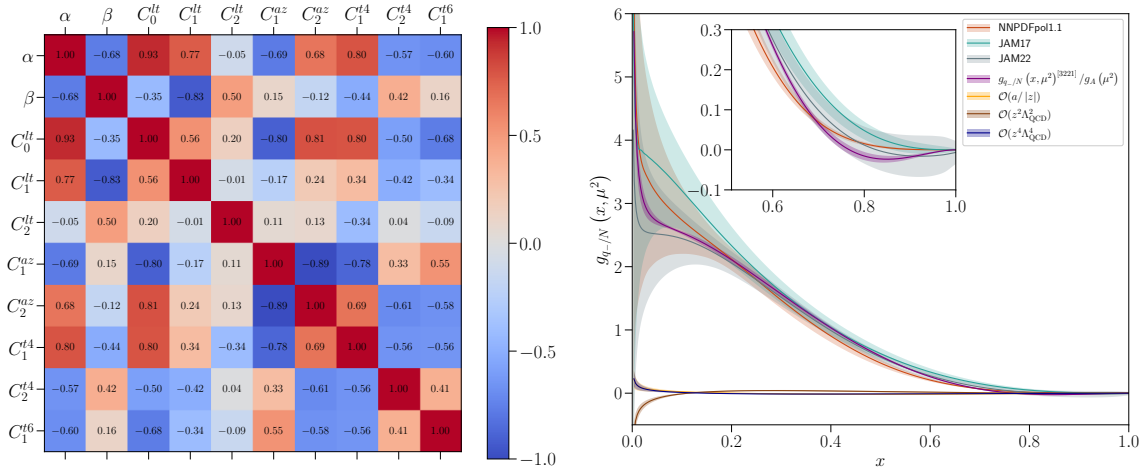 α β C_0^{lt} C_1^{lt} C_2^{lt} C_1^{az} C_2^{az} C_1^{t4} C_2^{t4} C_1^{t6}
α 1.00 −0.68 0.93 0.77 −0.05 −0.69 0.68 0.80 −0.57 −0.60
β −0.68 1.00 −0.35 −0.83 0.50 0.15 −0.12 −0.44 0.42 0.16
C_0^{lt} 0.93 −0.35 1.00 0.56 0.20 −0.80 0.81 0.80 −0.50 −0.68
C_1^{lt} 0.77 −0.83 0.56 1.00 −0.01 −0.17 0.24 0.34 −0.42 −0.34
C_2^{lt} −0.05 0.50 0.20 −0.01 1.00 0.11 0.13 −0.34 0.04 −0.09
C_1^{az} −0.69 0.15 −0.80 −0.17 0.11 1.00 −0.89 −0.78 0.33 0.55
C_2^{az} 0.68 −0.12 0.81 0.24 0.13 −0.89 1.00 0.69 −0.61 −0.58
C_1^{t4} 0.80 −0.44 0.80 0.34 −0.34 −0.78 0.69 1.00 −0.56 −0.56
C_2^{t4} −0.57 0.42 −0.50 −0.42 0.04 0.33 −0.61 −0.56 1.00 0.41
C_1^{t6} −0.60 0.16 −0.68 −0.34 −0.09 0.55 −0.58 −0.56 0.41 1.00
1.0
0.5
0.0
−0.5
−1.0
g_{q_−/N} (x, μ²)
6
5
4
3
2
1
0
0.0 0.2 0.4 0.6 0.8 1.0
x
0.3
0.2
0.1
0.0
−0.1
0.6 0.8 1.0
NNPDFpol1.1
JAM17
JAM22
g_{q_−/N} (x, μ²)^{[3221]} /g_A (μ²)
𝒪(a/ |z|)
𝒪(z²Λ²_{QCD})
𝒪(z⁴Λ⁴_{QCD})